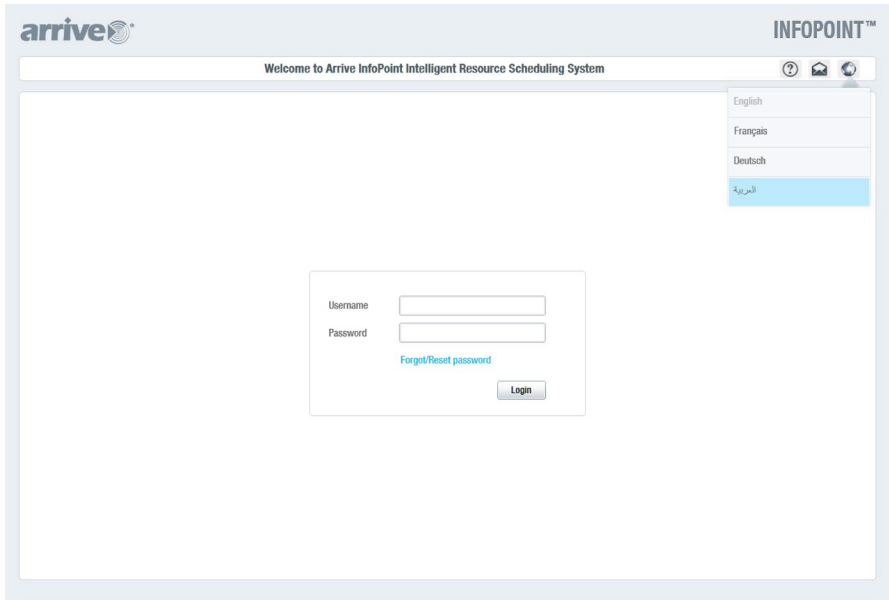 arrive
INFOPOINT™
Welcome to Arrive InfoPoint Intelligent Resource Scheduling System
English
Français
Deutsch
العربية
Username
Password
Forgot/Reset password
Login